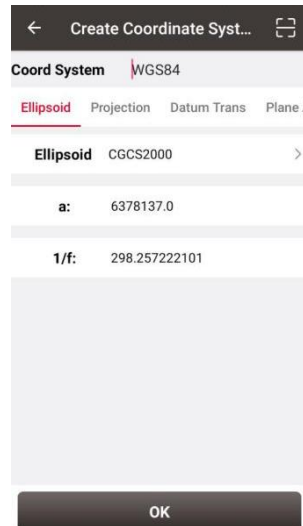 Create Coordinate Syst...
Coord System WGS84
Ellipsoid Projection Datum Trans Plane
Ellipsoid CGCS2000
a: 6378137.0
1/f: 298.257222101
OK